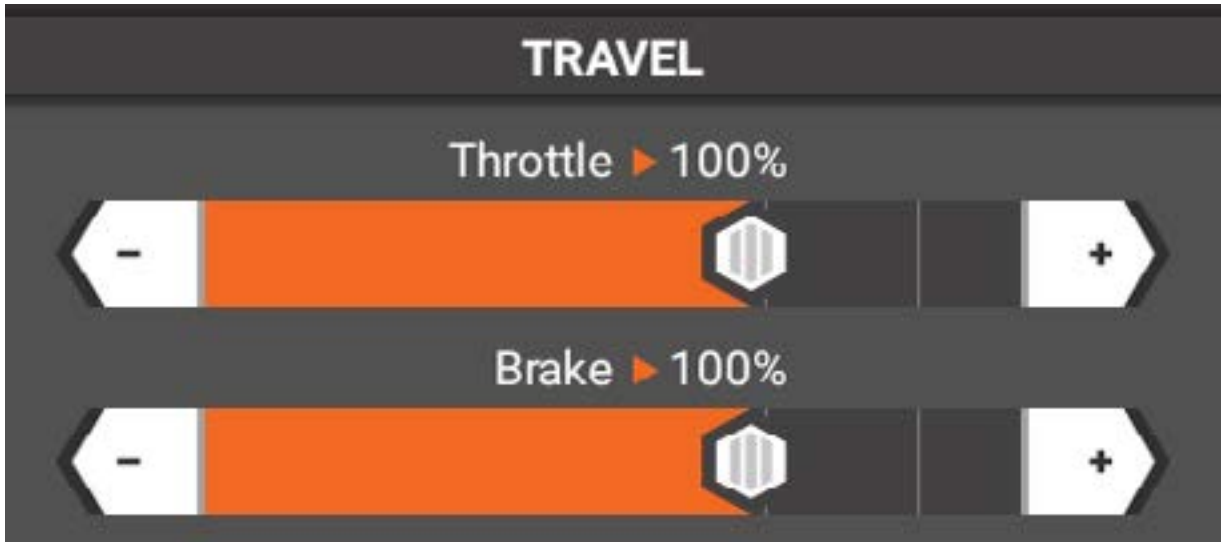 TRAVEL
Throttle ▶ 100%
- +
Brake ▶ 100%
- +